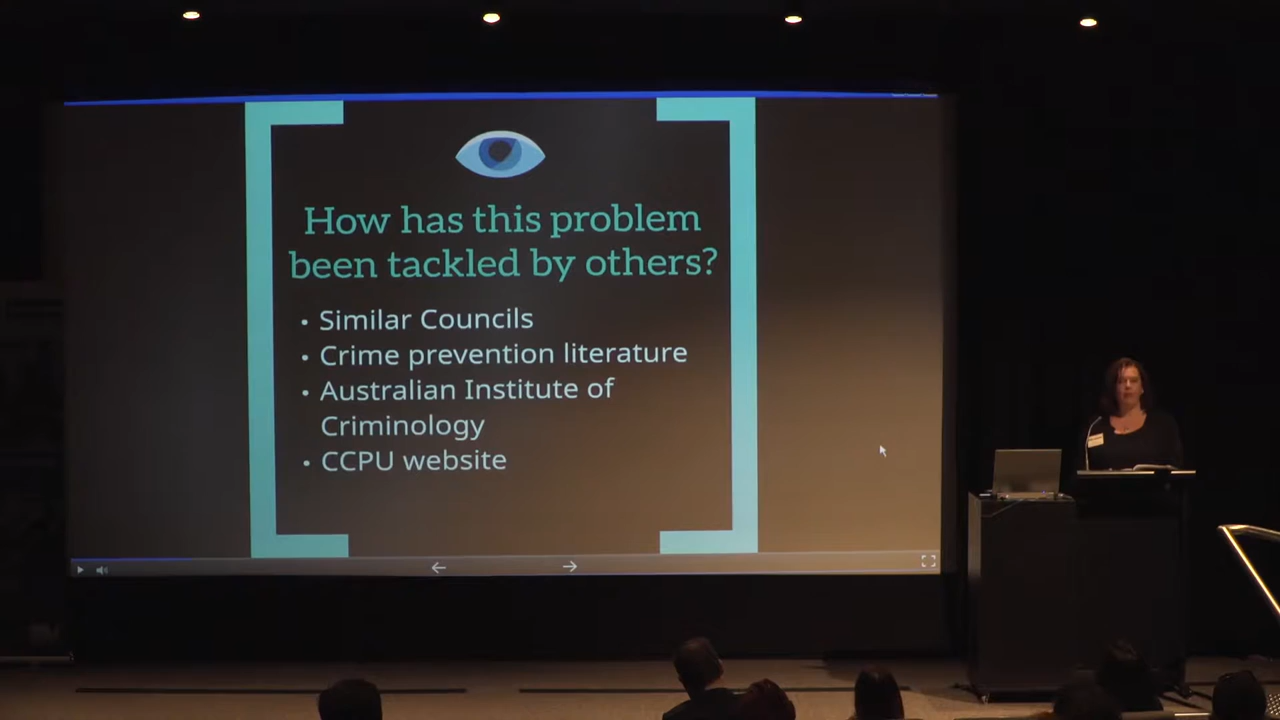 How has this problem
been tackled by others?
• Similar Councils
• Crime prevention literature
• Australian Institute of
Criminology
• CCPU website